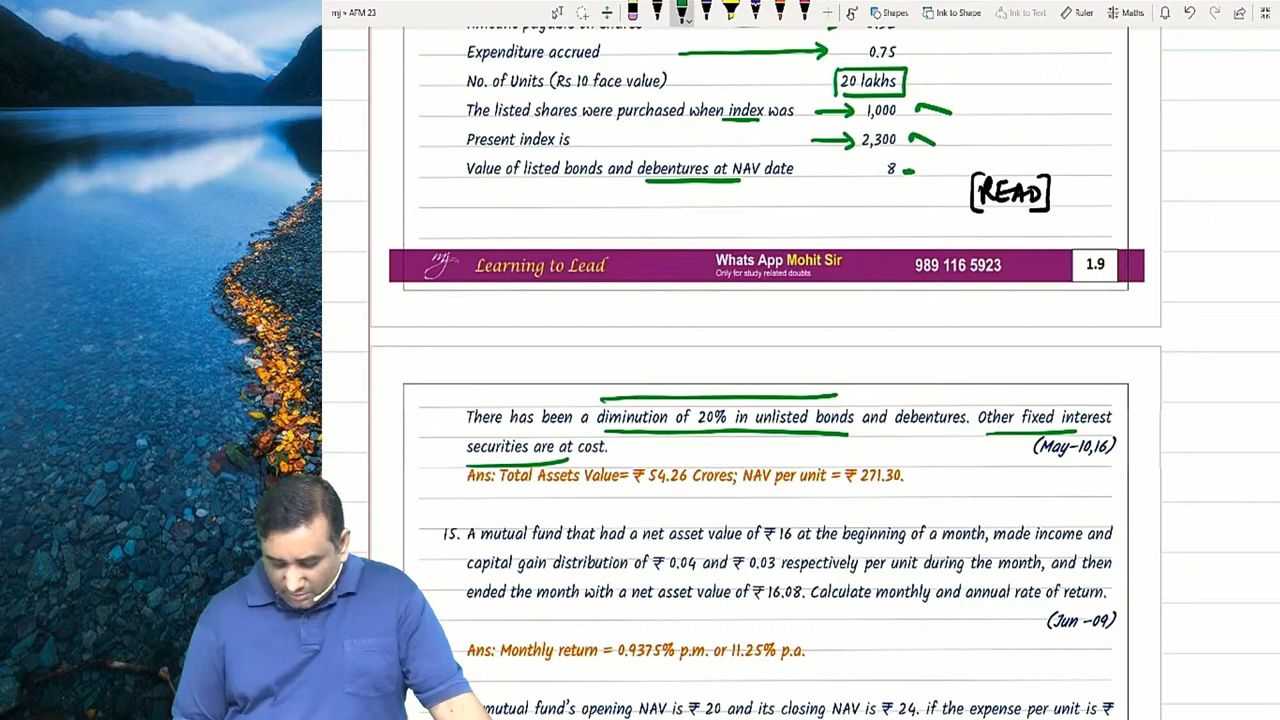 mj - AFM 23
Shapes
Ink to Shape
Ink to Text
Ruler
Maths
Expenditure accrued 0.75
No. of Units (Rs 10 face value) 20 lakhs
The listed shares were purchased when index was 1,000
Present index is 2,300
Value of listed bonds and debentures at NAV date 8
[READ]
mj Learning to Lead
Whats App Mohit Sir
Only for study related doubts
989 116 5923
1.9
There has been a diminution of 20% in unlisted bonds and debentures. Other fixed interest
securities are at cost. (May-10,16)
Ans: Total Assets Value= ₹ 54.26 Crores; NAV per unit = ₹ 271.30.
15. A mutual fund that had a net asset value of ₹ 16 at the beginning of a month, made income and
capital gain distribution of ₹ 0.04 and ₹ 0.03 respectively per unit during the month, and then
ended the month with a net asset value of ₹ 16.08. Calculate monthly and annual rate of return.
(Jun -09)
Ans: Monthly return = 0.9375% p.m. or 11.25% p.a.
mutual fund's opening NAV is ₹ 20 and its closing NAV is ₹ 24. if the expense per unit is ₹